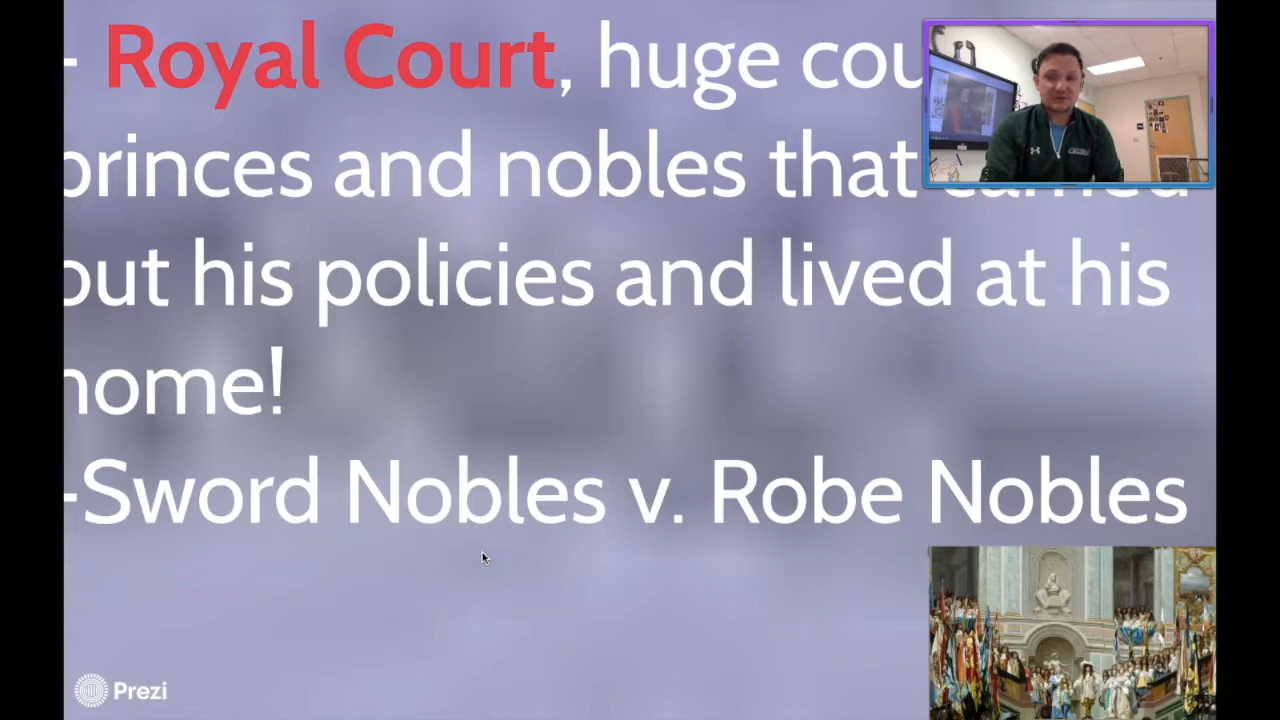 - Royal Court, huge
princes and nobles that
out his policies and lived at his
home!
-Sword Nobles v. Robe Nobles
Prezi